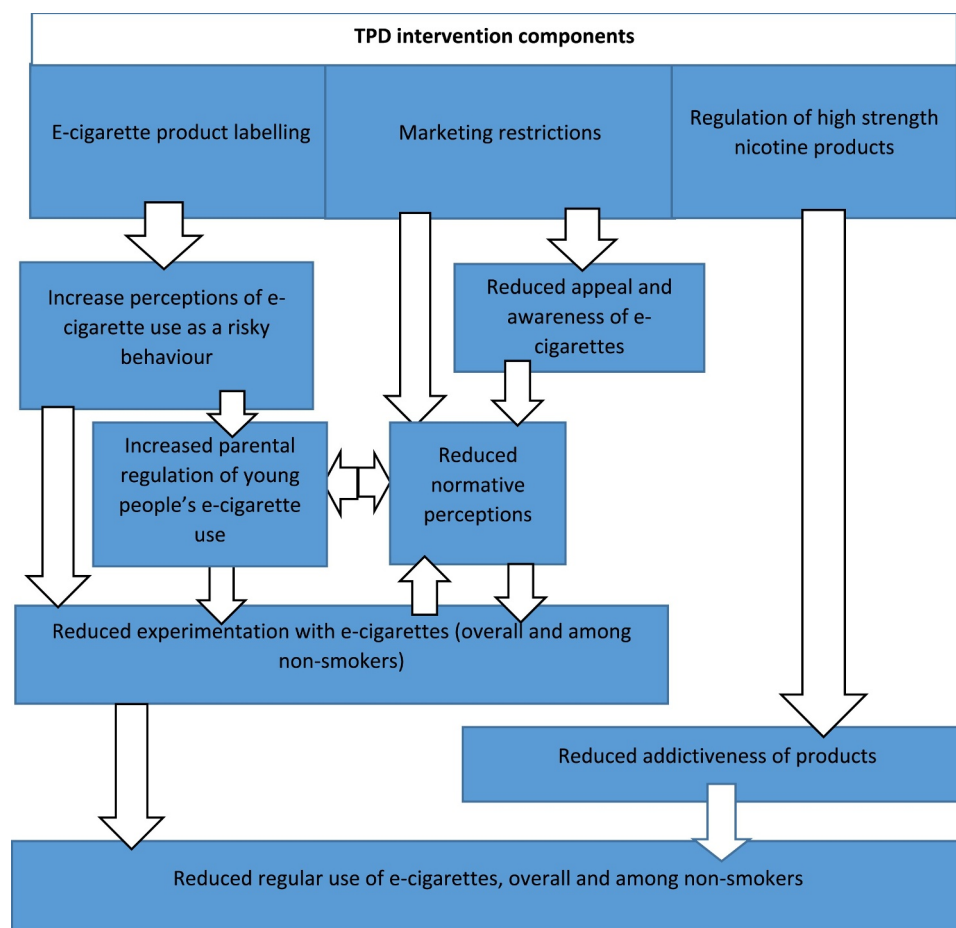 TPD intervention components
E-cigarette product labelling
Marketing restrictions
Regulation of high strength
nicotine products
Increase perceptions of e-
cigarette use as a risky
behaviour
Reduced appeal and
awareness of e-
cigarettes
Increased parental
regulation of young
people’s e-cigarette
use
Reduced
normative
perceptions
Reduced experimentation with e-cigarettes (overall and among
non-smokers)
Reduced addictiveness of products
Reduced regular use of e-cigarettes, overall and among non-smokers